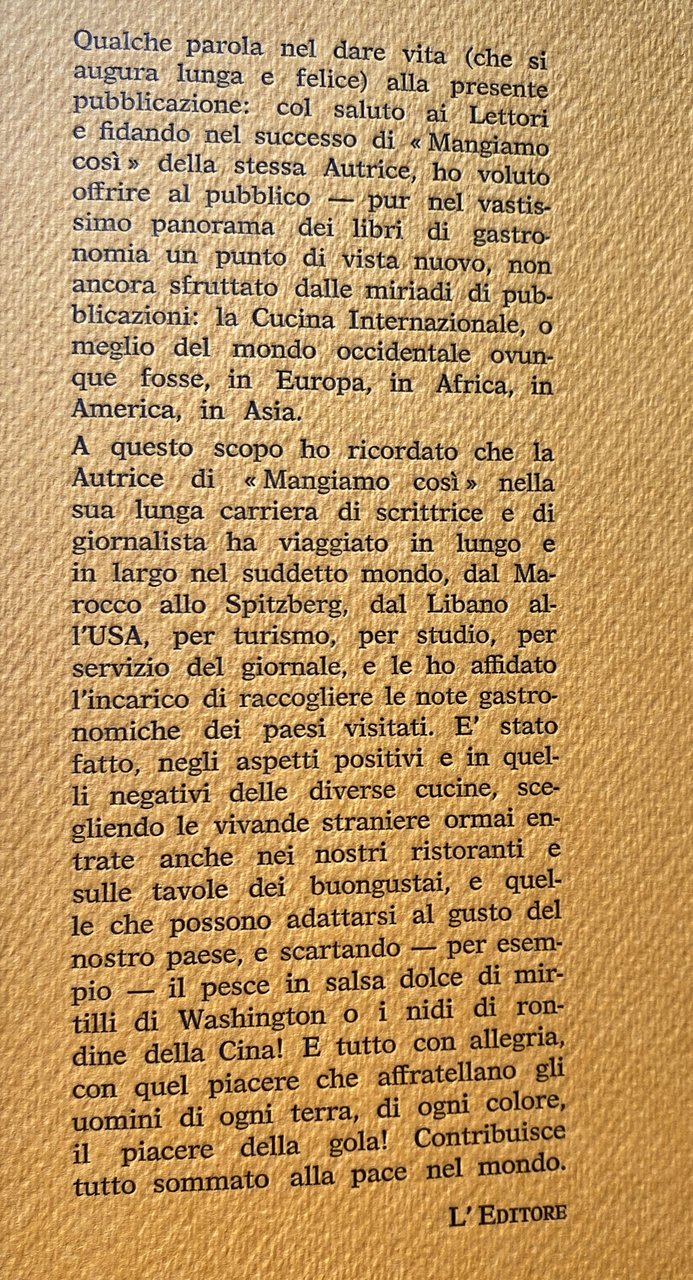 Qualche parola nel dare vita (che si
augura lunga e felice) alla presente
pubblicazione: col saluto ai Lettori
e fidando nel successo di « Mangiamo
così » della stessa Autrice, ho voluto
offrire al pubblico — pur nel vastis-
simo panorama dei libri di gastro-
nomia un punto di vista nuovo, non
ancora sfruttato dalle miriadi di pub-
blicazioni: la Cucina Internazionale, o
meglio del mondo occidentale ovun-
que fosse, in Europa, in Africa, in
America, in Asia.
A questo scopo ho ricordato che la
Autrice di « Mangiamo così » nella
sua lunga carriera di scrittrice e di
giornalista ha viaggiato in lungo e
in largo nel suddetto mondo, dal Ma-
rocco allo Spitzberg, dal Libano al-
l'USA, per turismo, per studio, per
servizio del giornale, e le ho affidato
l'incarico di raccogliere le note gastro-
nomiche dei paesi visitati. E' stato
fatto, negli aspetti positivi e in quel-
li negativi delle diverse cucine, sce-
gliendo le vivande straniere ormai en-
trate anche nei nostri ristoranti e
sulle tavole dei buongustai, e quel-
le che possono adattarsi al gusto del
nostro paese, e scartando — per esem-
pio — il pesce in salsa dolce di mir-
tilli di Washington o i nidi di ron-
dine della Cina! E tutto con allegria,
con quel piacere che affratellano gli
uomini di ogni terra, di ogni colore,
il piacere della gola! Contribuisce
tutto sommato alla pace nel mondo.
L' EDITORE